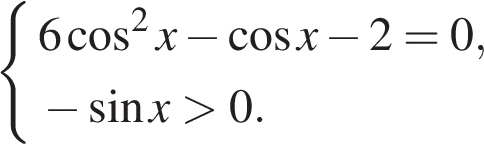 6cos²x − cosx − 2 = 0,
− sinx > 0.